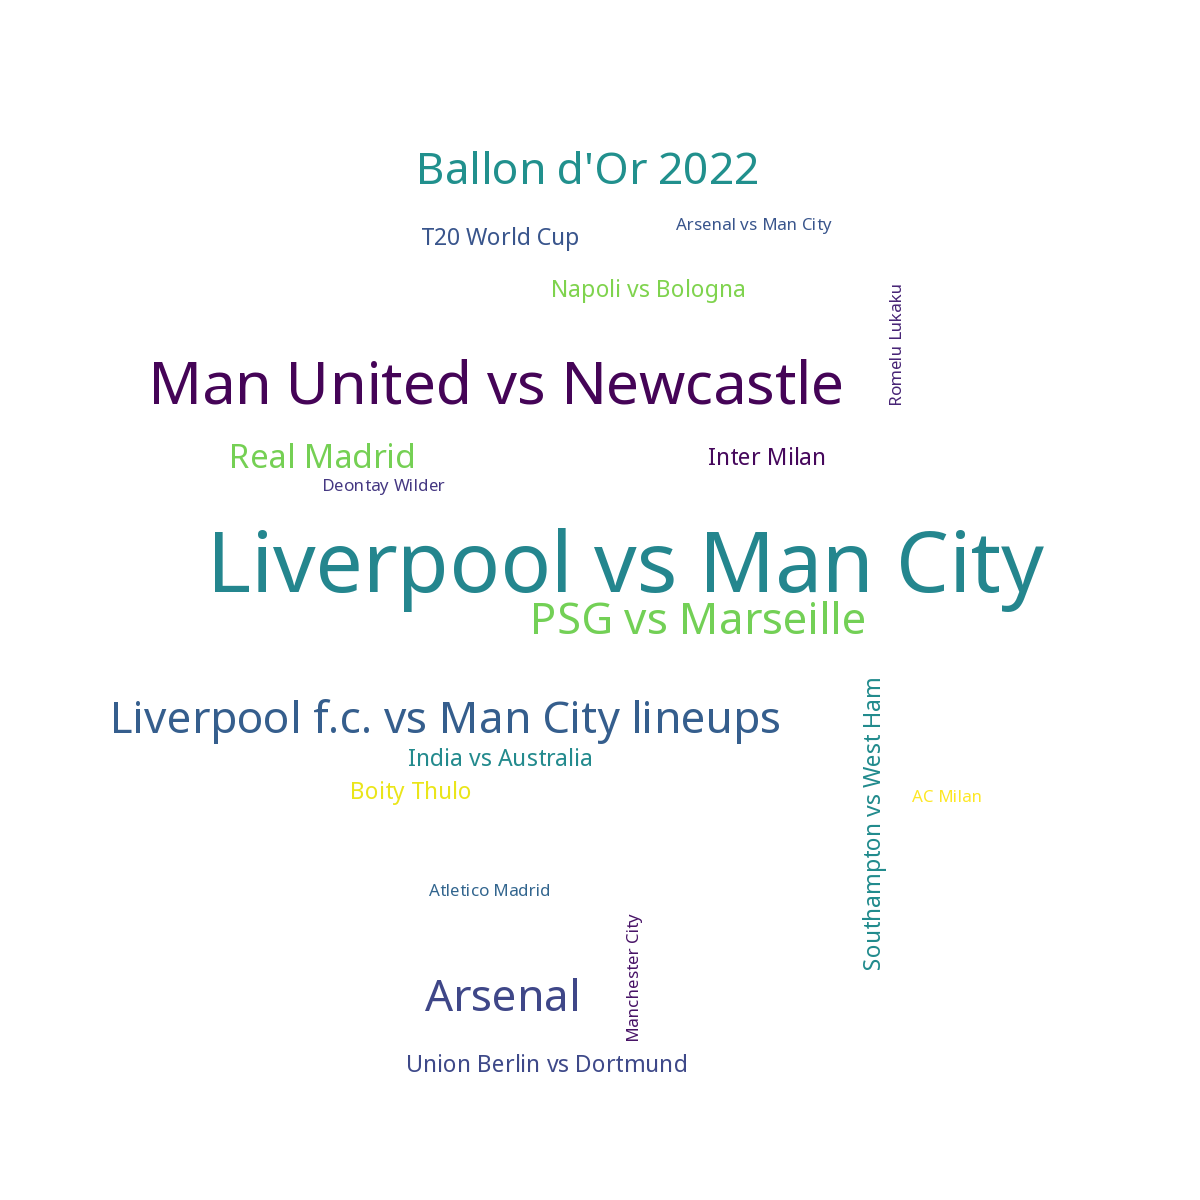 Ballon d'Or 2022
T20 World Cup
Arsenal vs Man City
Napoli vs Bologna
Romelu Lukaku
Man United vs Newcastle
Real Madrid
Inter Milan
Deontay Wilder
Liverpool vs Man City
PSG vs Marseille
Liverpool f.c. vs Man City lineups
India vs Australia
Boity Thulo
Southampton vs West Ham
AC Milan
Atletico Madrid
Manchester City
Arsenal
Union Berlin vs Dortmund